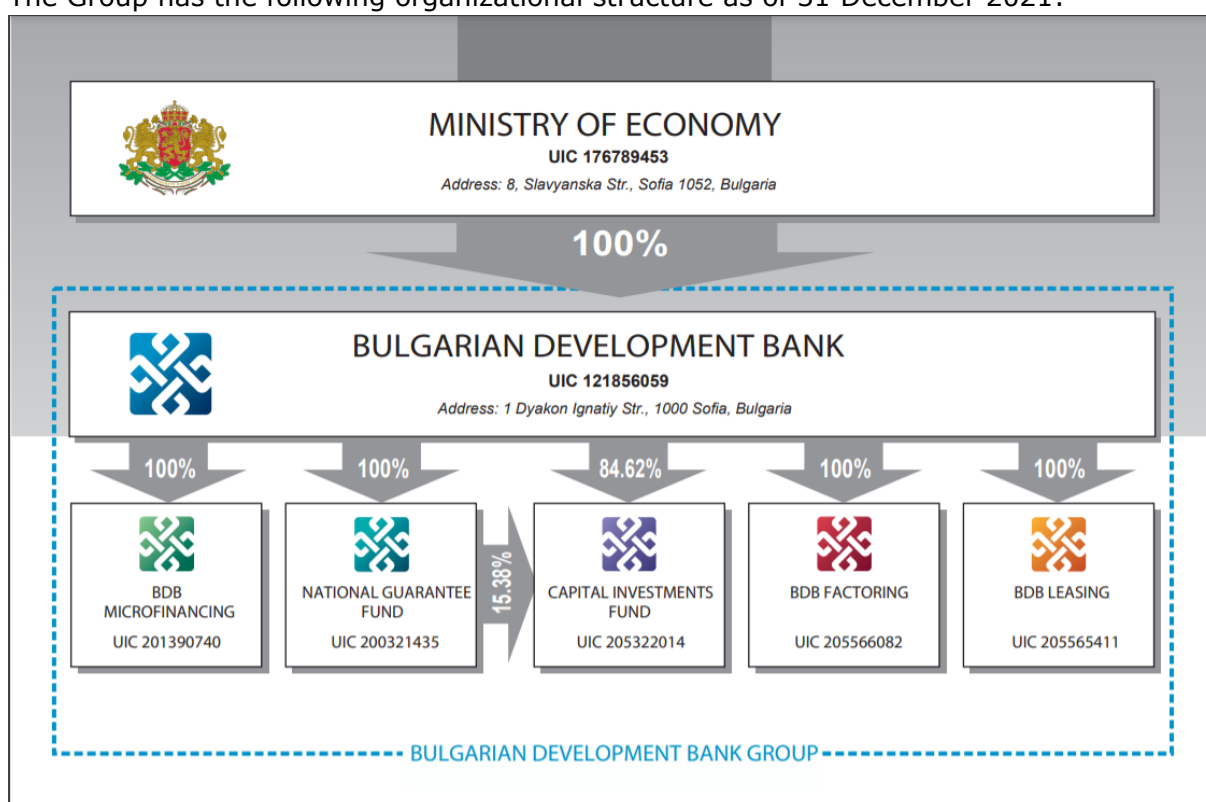 The Group has the following organizational structure as of 31 December 2021:
MINISTRY OF ECONOMY
UIC 176789453
Address: 8, Slavyanska Str., Sofia 1052, Bulgaria
100%
BULGARIAN DEVELOPMENT BANK
UIC 121856059
Address: 1 Dyakon Ignatiy Str., 1000 Sofia, Bulgaria
100%
100%
84.62%
100%
100%
BDB
MICROFINANCING
UIC 201390740
NATIONAL GUARANTEE
FUND
UIC 200321435
15.38%
CAPITAL INVESTMENTS
FUND
UIC 205322014
BDB FACTORING
UIC 205566082
BDB LEASING
UIC 205565411
BULGARIAN DEVELOPMENT BANK GROUP